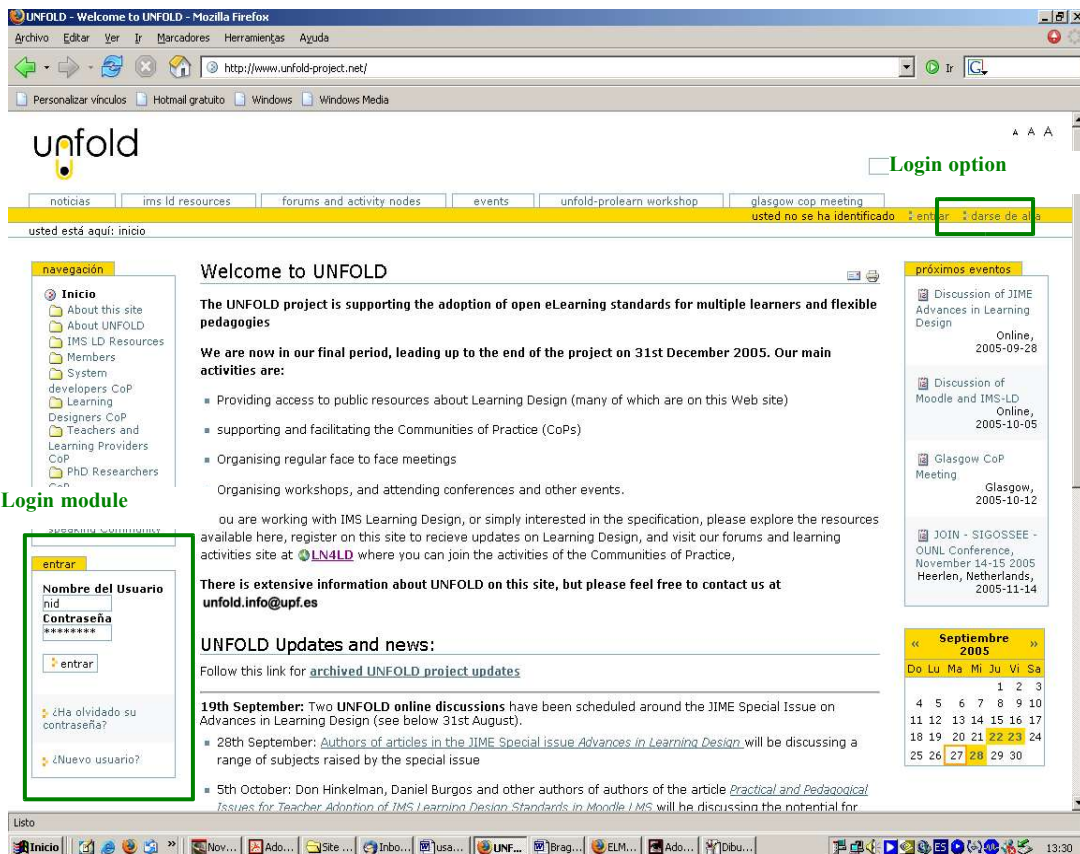 UNFOLD - Welcome to UNFOLD - Mozilla Firefox
Archivo Editar Ver Ir Marcadores Herramientas Ayuda
http://www.unfold-project.net/
Ir
G
Personalizar vínculos Hotmail gratuito Windows Windows Media
unfold
A A A
Login option
noticias ims ld resources forums and activity nodes events unfold-prolearn workshop glasgow cop meeting
usted no se ha identificado entrar darse de alta
usted está aquí: inicio
navegación
Inicio
About this site
About UNFOLD
IMS LD Resources
Members
System
developers CoP
Learning
Designers CoP
Teachers and
Learning Providers
CoP
PhD Researchers
CoP
Login module
speaking Community
entrar
Nombre del Usuario
nid
Contraseña
********
entrar
¿Ha olvidado su
contraseña?
¿Nuevo usuario?
Welcome to UNFOLD
The UNFOLD project is supporting the adoption of open eLearning standards for multiple learners and flexible
pedagogies
We are now in our final period, leading up to the end of the project on 31st December 2005. Our main
activities are:
Providing access to public resources about Learning Design (many of which are on this Web site)
supporting and facilitating the Communities of Practice (CoPs)
Organising regular face to face meetings
Organising workshops, and attending conferences and other events.
ou are working with IMS Learning Design, or simply interested in the specification, please explore the resources
available here, register on this site to recieve updates on Learning Design, and visit our forums and learning
activities site at LN4LD where you can join the activities of the Communities of Practice,
There is extensive information about UNFOLD on this site, but please feel free to contact us at
unfold.info@upf.es
UNFOLD Updates and news:
Follow this link for archived UNFOLD project updates
19th September: Two UNFOLD online discussions have been scheduled around the JIME Special Issue on
Advances in Learning Design (see below 31st August).
28th September: Authors of articles in the JIME Special issue Advances in Learning Design will be discussing a
range of subjects raised by the special issue
5th October: Don Hinkelman, Daniel Burgos and other authors of authors of the article Practical and Pedagogical
Issues for Teacher Adoption of IMS Learning Design Standards in Moodle LMS will be discussing the potential for
próximos eventos
Discussion of JIME
Advances in Learning
Design
Online,
2005-09-28
Discussion of
Moodle and IMS-LD
Online,
2005-10-05
Glasgow CoP
Meeting
Glasgow,
2005-10-12
JOIN - SIGOSSEE -
OUNL Conference,
November 14-15 2005
Heerlen, Netherlands,
2005-11-14
« Septiembre »
2005
Do Lu Ma Mi Ju Vi Sa
1 2 3
4 5 6 7 8 9 10
11 12 13 14 15 16 17
18 19 20 21 22 23 24
25 26 27 28 29 30
Listo
Inicio » Nov... Ado... Site ... Inbo... usa... UNF... Brag... ELM... Ado... Dibu... ES 13:30